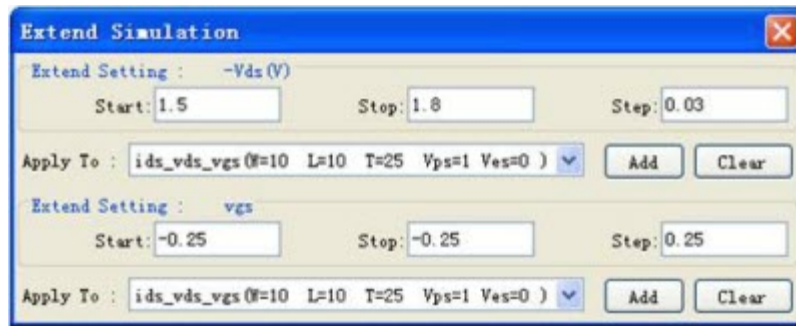 Extend Simulation
Extend Setting : -Vds(V)
Start: 1.5 Stop: 1.8 Step: 0.03
Apply To : ids_vds_vgs(W=10 L=10 T=25 Vps=1 Ves=0 ) Add Clear
Extend Setting : vgs
Start: -0.25 Stop: -0.25 Step: 0.25
Apply To : ids_vds_vgs(W=10 L=10 T=25 Vps=1 Ves=0 ) Add Clear